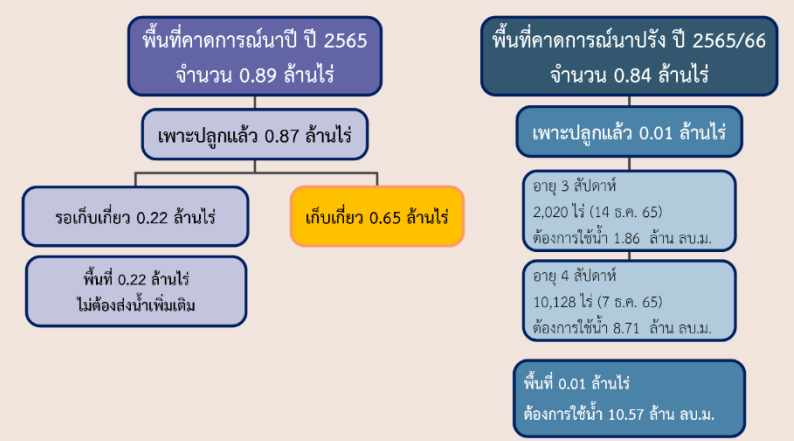 พื้นที่คาดการณ์นาปี ปี 2565
จำนวน 0.89 ล้านไร่
เพาะปลูกแล้ว 0.87 ล้านไร่
รอเก็บเกี่ยว 0.22 ล้านไร่
เก็บเกี่ยว 0.65 ล้านไร่
พื้นที่ 0.22 ล้านไร่
ไม่ต้องส่งน้ำเพิ่มเติม
พื้นที่คาดการณ์นาปรัง ปี 2565/66
จำนวน 0.84 ล้านไร่
เพาะปลูกแล้ว 0.01 ล้านไร่
อายุ 3 สัปดาห์
2,020 ไร่ (14 ธ.ค. 65)
ต้องการใช้น้ำ 1.86 ล้าน ลบ.ม.
อายุ 4 สัปดาห์
10,128 ไร่ (7 ธ.ค. 65)
ต้องการใช้น้ำ 8.71 ล้าน ลบ.ม.
พื้นที่ 0.01 ล้านไร่
ต้องการใช้น้ำ 10.57 ล้าน ลบ.ม.